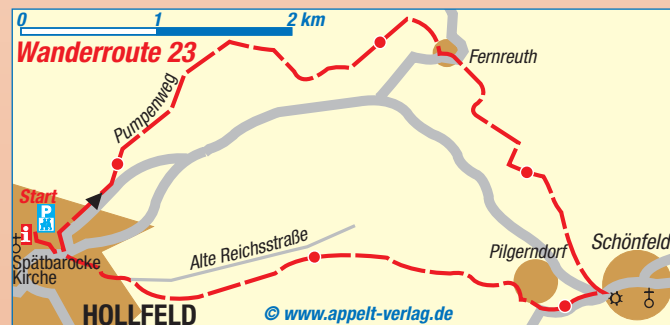 0 1 2 km
Wanderroute 23
Fernreuth
Pumpenweg
Start
P
i
Spätbarocke
Kirche
Alte Reichsstraße
Pilgerndorf
Schönfeld
HOLLFELD
© www.appelt-verlag.de